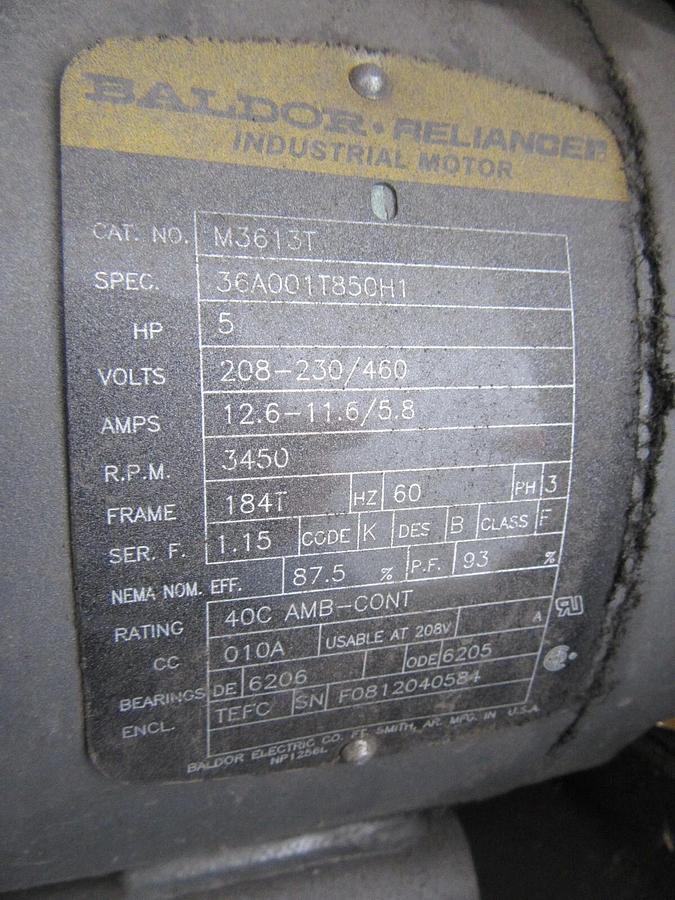 BALDOR · RELIANCER
INDUSTRIAL MOTOR
CAT. NO. M3613T
SPEC. 36A001T850H1
HP 5
VOLTS 208-230/460
AMPS 12.6-11.6/5.8
R.P.M. 3450
FRAME 184T HZ 60 PH 3
SER. F. 1.15 CODE K DES B CLASS F
NEMA NOM. EFF. 87.5 % P.F. 93 %
RATING 40C AMB-CONT
CC 010A USABLE AT 208V A
BEARINGS DE 6206 ODE 6205
ENCL. TEFC SN F0812040584
BALDOR ELECTRIC CO. FT. SMITH, AR. MFG. IN U.S.A.
NP1256L